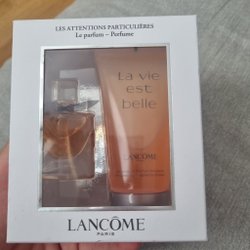 LES ATTENTIONS PARTICULIÈRES
Le parfum – Perfume
La vie
est
belle
LANCÔME
LANCÔME
PARIS